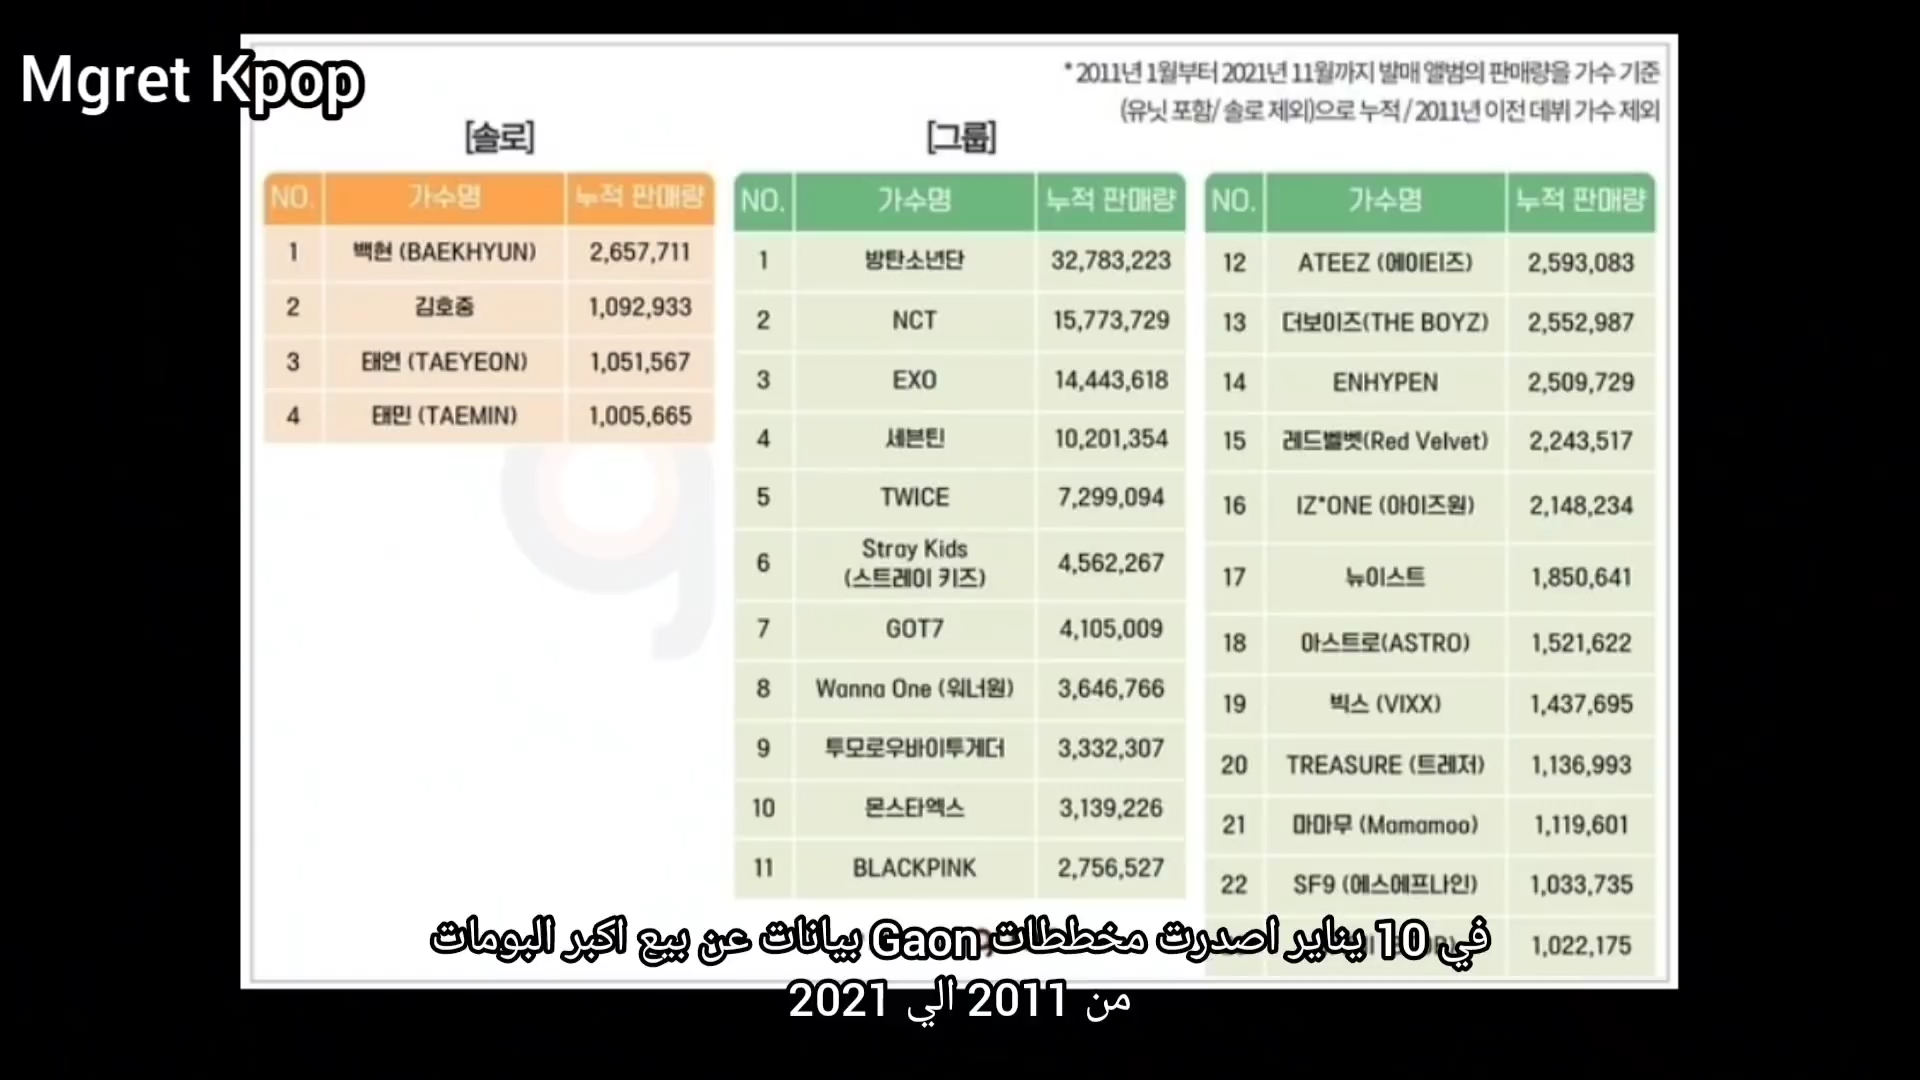 Mgret Kpop
* 2011년 1월부터 2021년 11월까지 발매 앨범의 판매량을 가수 기준
(유닛 포함/ 솔로 제외)으로 누적 / 2011년 이전 데뷔 가수 제외
[솔로]
NO. 가수명 누적 판매량
1 백현 (BAEKHYUN) 2,657,711
2 김호중 1,092,933
3 태연 (TAEYEON) 1,051,567
4 태민 (TAEMIN) 1,005,665
[그룹]
NO. 가수명 누적 판매량
1 방탄소년단 32,783,223
2 NCT 15,773,729
3 EXO 14,443,618
4 세븐틴 10,201,354
5 TWICE 7,299,094
6 Stray Kids
(스트레이 키즈) 4,562,267
7 GOT7 4,105,009
8 Wanna One (워너원) 3,646,766
9 투모로우바이투게더 3,332,307
10 몬스타엑스 3,139,226
11 BLACKPINK 2,756,527
NO. 가수명 누적 판매량
12 ATEEZ (에이티즈) 2,593,083
13 더보이즈(THE BOYZ) 2,552,987
14 ENHYPEN 2,509,729
15 레드벨벳(Red Velvet) 2,243,517
16 IZ*ONE (아이즈원) 2,148,234
17 뉴이스트 1,850,641
18 아스트로(ASTRO) 1,521,622
19 빅스 (VIXX) 1,437,695
20 TREASURE (트레저) 1,136,993
21 마마무 (Mamamoo) 1,119,601
22 SF9 (에스에프나인) 1,033,735
1,022,175
في 10 يناير اصدرت مخططات Gaon بيانات عن بيع اكبر البومات
من 2011 الي 2021